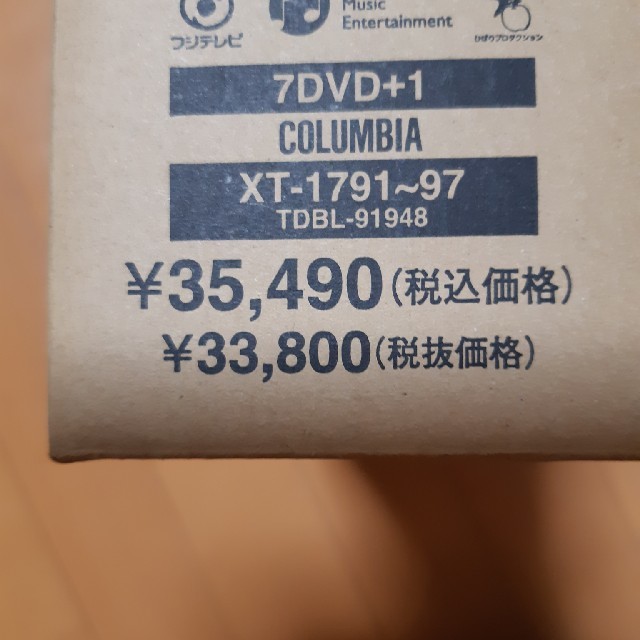 フジテレビ
Music
Entertainment
ひばりプロダクション
7DVD+1
COLUMBIA
XT-1791~97
TDBL-91948
¥35,490(税込価格)
¥33,800(税抜価格)